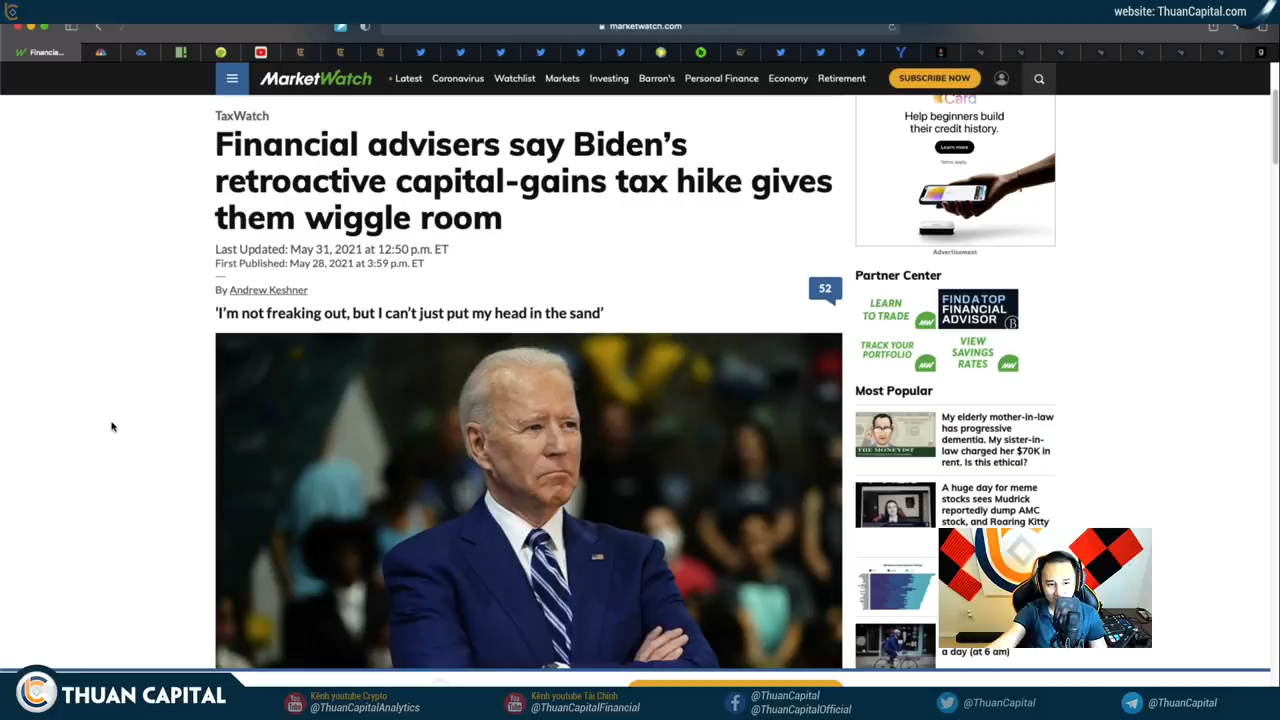 website: ThuanCapital.com
marketwatch.com
Financia...
MarketWatch
Latest
Coronavirus
Watchlist
Markets
Investing
Barron's
Personal Finance
Economy
Retirement
SUBSCRIBE NOW
TaxWatch
Financial advisers say Biden's
retroactive capital-gains tax hike gives
them wiggle room
Last Updated: May 31, 2021 at 12:50 p.m. ET
First Published: May 28, 2021 at 3:59 p.m. ET
By Andrew Keshner
52
'I'm not freaking out, but I can't just put my head in the sand'
Card
Help beginners build
their credit history.
Learn more
Terms apply.
Advertisement
Partner Center
LEARN
TO TRADE
MW
FIND A TOP
FINANCIAL
ADVISOR
B
TRACK YOUR
PORTFOLIO
MW
VIEW
SAVINGS
RATES
MW
Most Popular
THE MONEYIST
My elderly mother-in-law
has progressive
dementia. My sister-in-
law charged her $70K in
rent. Is this ethical?
A huge day for meme
stocks sees Mudrick
reportedly dump AMC
stock, and Roaring Kitty
a day (at 6 am)
THUAN CAPITAL
Kênh youtube Crypto
@ThuanCapitalAnalytics
Kênh youtube Tài Chính
@ThuanCapitalFinancial
@ThuanCapital
@ThuanCapitalOfficial
@ThuanCapital
@ThuanCapital